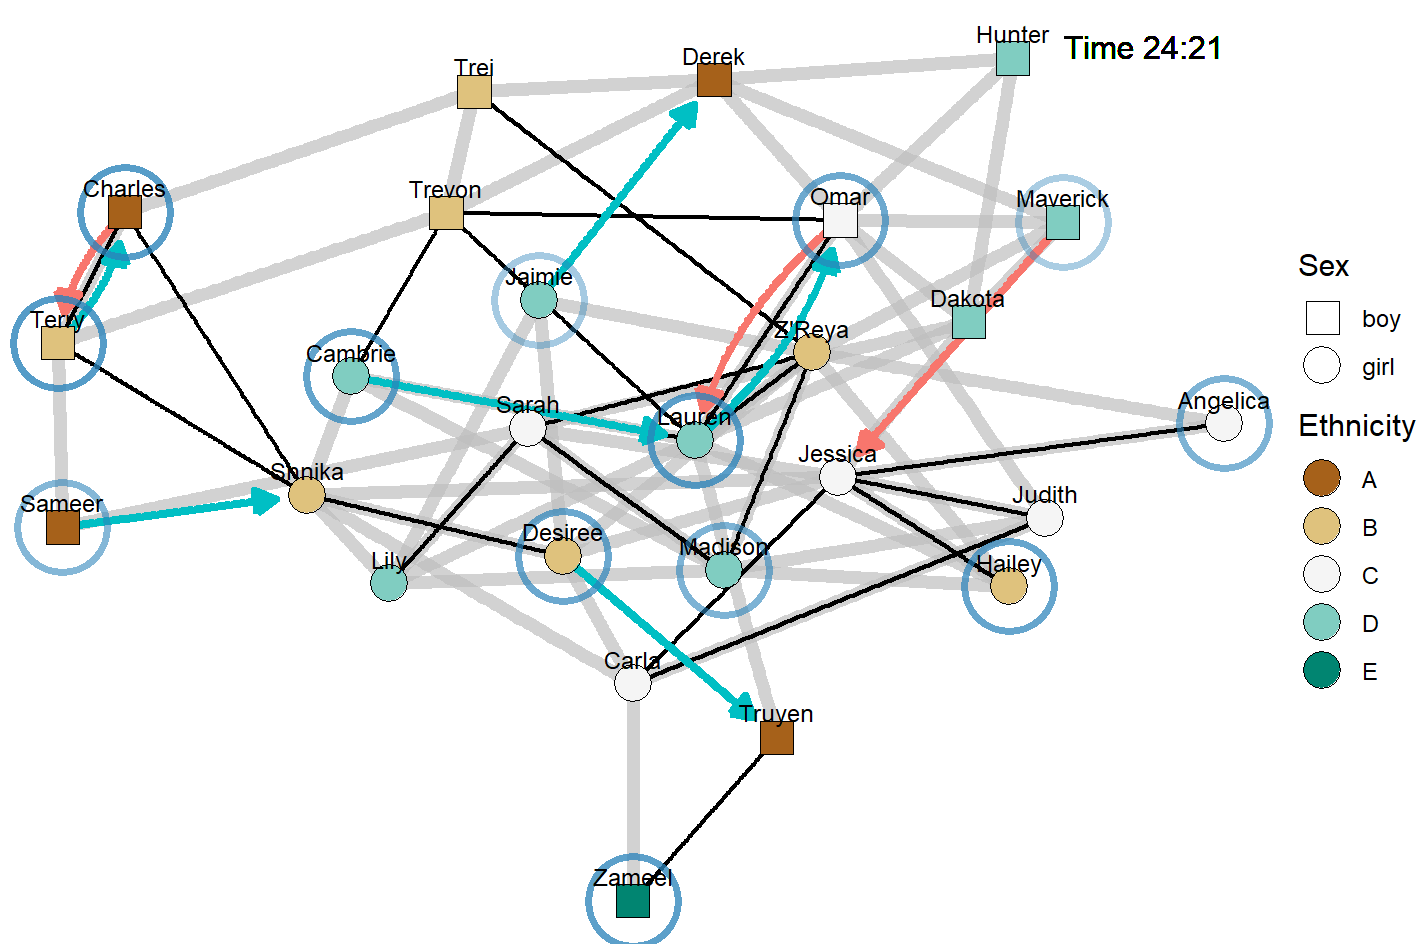 Hunter
Time 24:21
Derek
Trei
Charles
Trevon
Omar
Maverick
Jaimie
Dakota
Terry
Z'Reya
Cambrie
Sarah
Lauren
Angelica
Jessica
Shnika
Judith
Sameer
Desiree
Madison
Lily
Hailey
Carla
Truyen
Zameel
Sex
boy
girl
Ethnicity
A
B
C
D
E